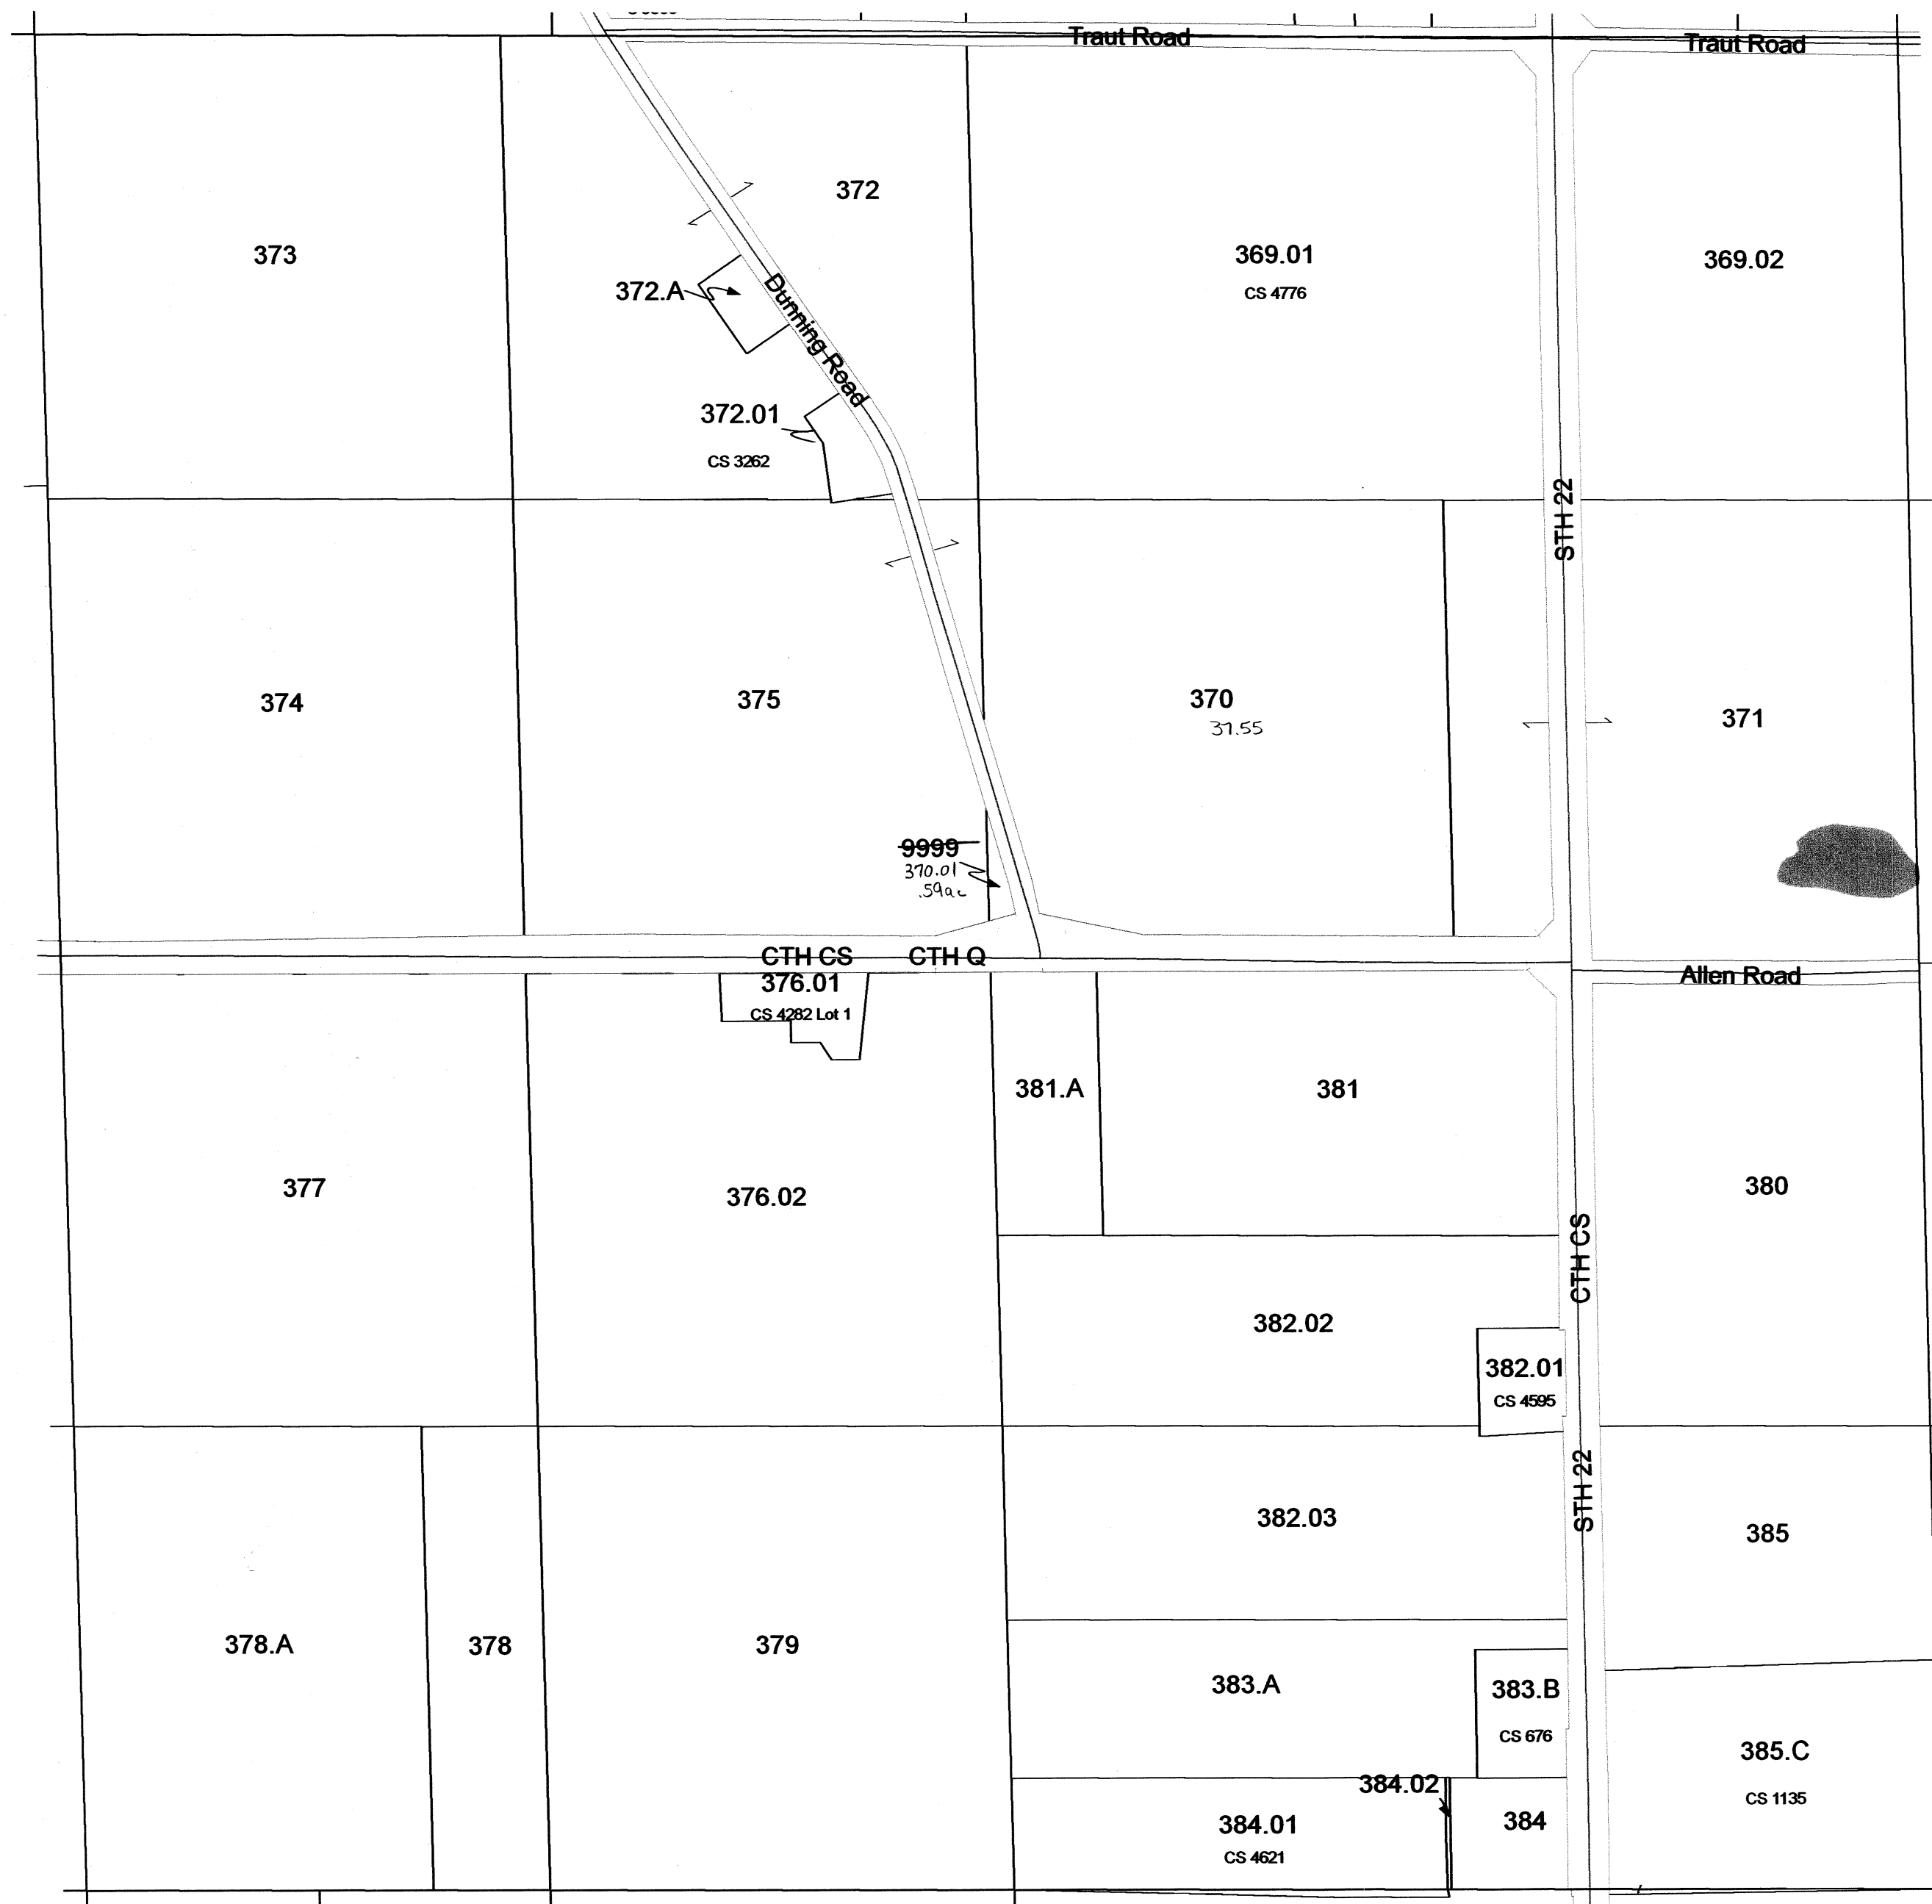 Traut Road
Traut Road
372
373
369.01
CS 4776
369.02
372.A
Dunning Road
372.01
CS 3262
STH 22
374
375
370
37.55
371
9999
370.01
.59ac
CTH CS
CTH Q
376.01
CS 4282 Lot 1
Allen Road
381.A
381
377
376.02
380
CTH CS
382.02
382.01
CS 4595
STH 22
382.03
385
378.A
378
379
383.A
383.B
CS 676
384.02
385.C
CS 1135
384.01
CS 4621
384